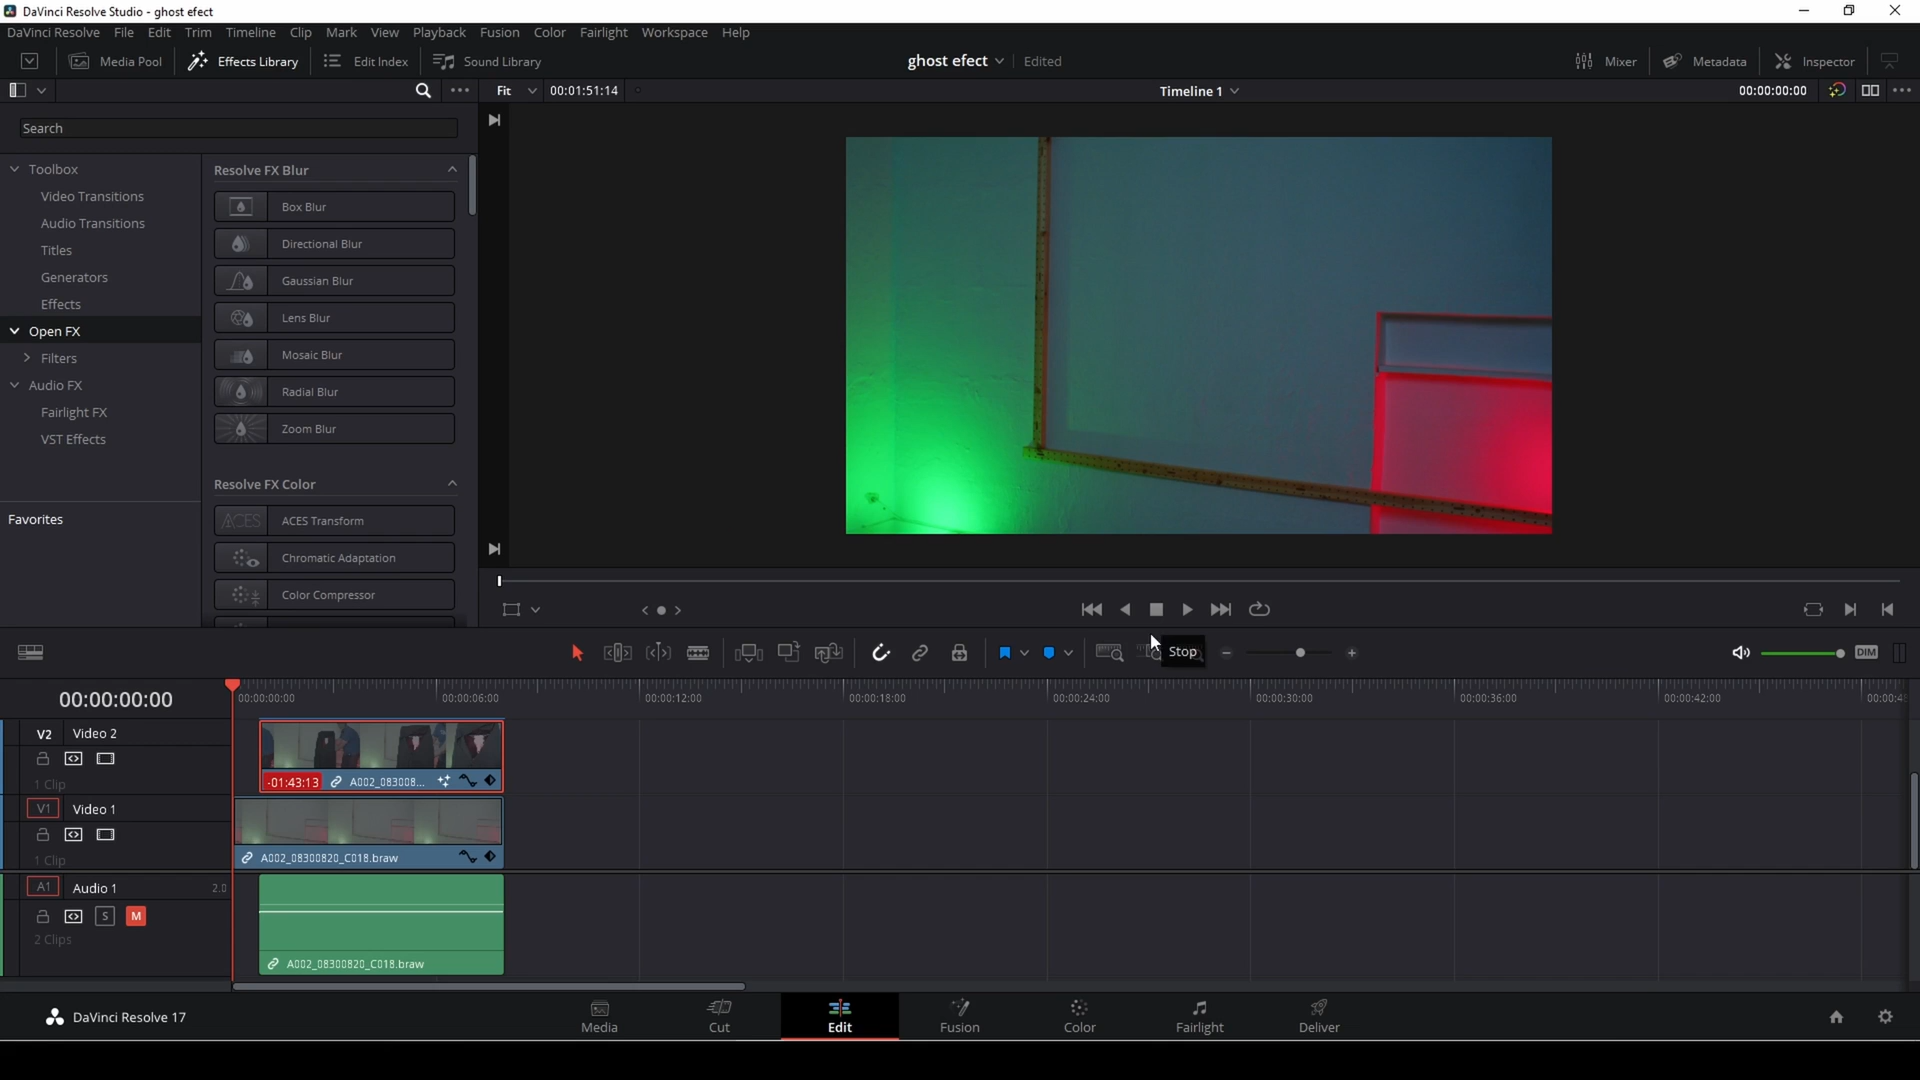 DaVinci Resolve Studio - ghost efect
DaVinci Resolve File Edit Trim Timeline Clip Mark View Playback Fusion Color Fairlight Workspace Help
Media Pool Effects Library Edit Index Sound Library ghost efect Edited Mixer Metadata Inspector
Fit 00:01:51:14 Timeline 1 00:00:00:00
Search
Toolbox
Video Transitions
Audio Transitions
Titles
Generators
Effects
Open FX
Filters
Audio FX
Fairlight FX
VST Effects
Favorites
Resolve FX Blur
Box Blur
Directional Blur
Gaussian Blur
Lens Blur
Mosaic Blur
Radial Blur
Zoom Blur
Resolve FX Color
ACES ACES Transform
Chromatic Adaptation
Color Compressor
Stop
DIM
00:00:00:00
00:00:00:00 00:00:06:00 00:00:12:00 00:00:18:00 00:00:24:00 00:00:30:00 00:00:36:00 00:00:42:00 00:00:4
V2 Video 2
1 Clip
-01:43:13 A002_083008...
V1 Video 1
1 Clip
A002_08300820_C018.braw
A1 Audio 1 2.0
S M
2 Clips
A002_08300820_C018.braw
DaVinci Resolve 17
Media Cut Edit Fusion Color Fairlight Deliver